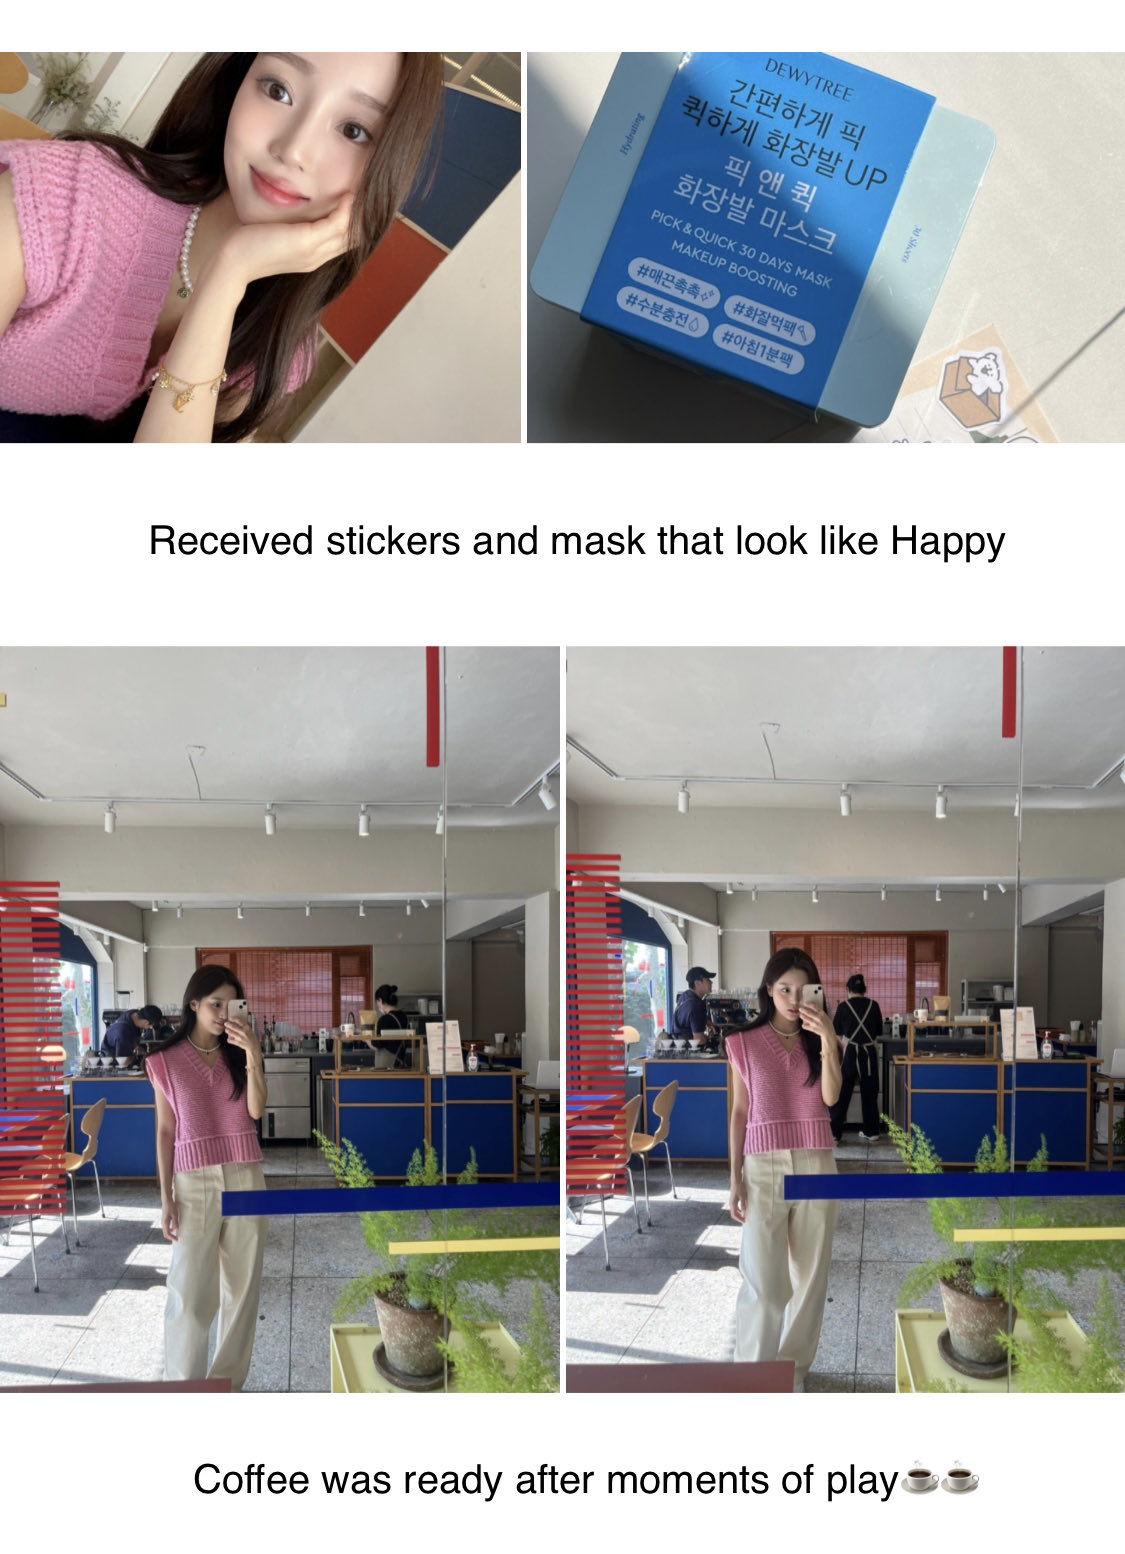 DEWYTREE
간편하게 픽
퀵하게 화장발 UP
픽 앤 퀵
화장발 마스크
PICK & QUICK 30 DAYS MASK
MAKEUP BOOSTING
#매끈촉촉
#화잘먹팩
#수분충전
#아침1분팩
Hydrating
30 Sheets
Received stickers and mask that look like Happy
Coffee was ready after moments of play☕☕